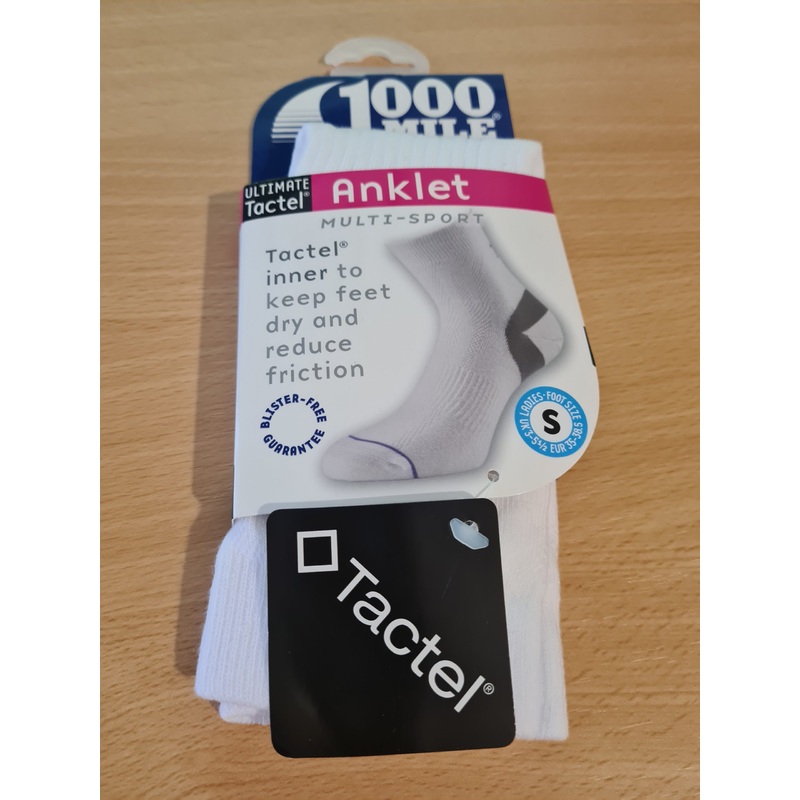 1000
MILE®
ULTIMATE
Tactel®
Anklet
MULTI-SPORT
Tactel®
inner to
keep feet
dry and
reduce
friction
BLISTER-FREE
GUARANTEE
LADIES-FOOT SIZE
UK 3-5½ EUR 35-38.5
S
Tactel®